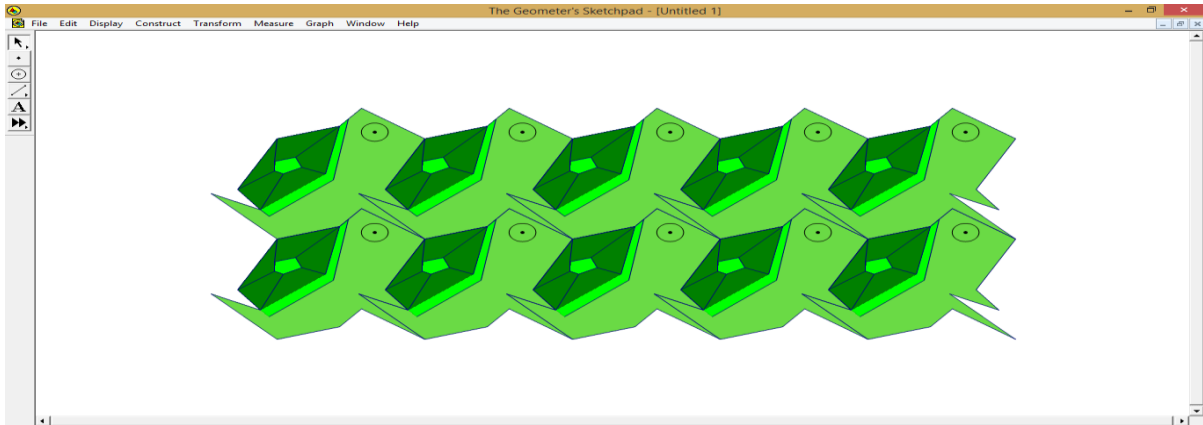 The Geometer's Sketchpad - [Untitled 1]
File Edit Display Construct Transform Measure Graph Window Help
A